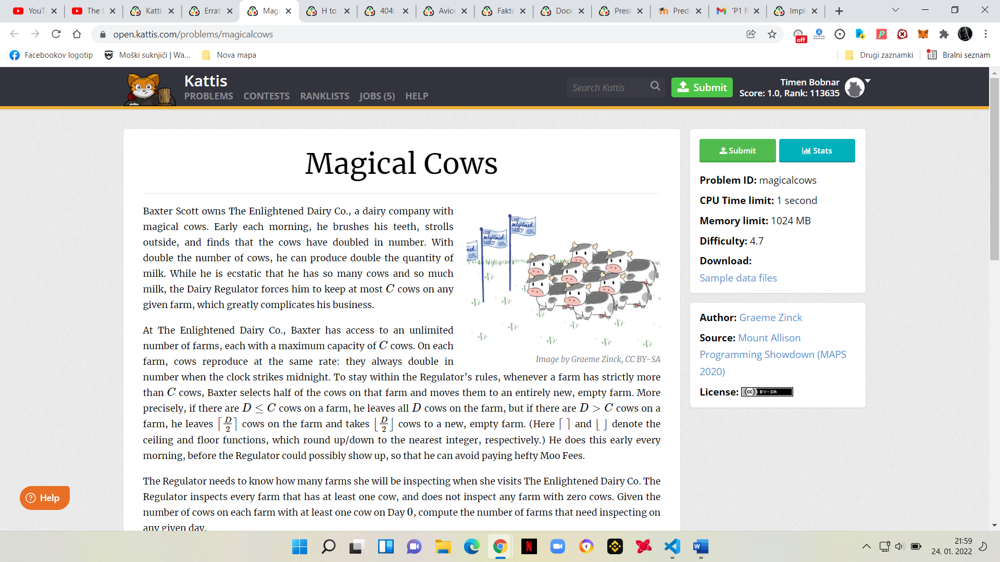 YouT
The E
Katti
Errati
Magi
H to
404:
Avior
Fakto
Door
Presi
Pred
'P1 R
Impl
open.kattis.com/problems/magicalcows
off
Facebookov logotip
Moški suknjiči | Wa...
Nova mapa
Drugi zaznamki
Bralni seznam
Kattis
PROBLEMS CONTESTS RANKLISTS JOBS (5) HELP
Search Kattis
Submit
Timen Bobnar
Score: 1.0, Rank: 113635
Magical Cows
Baxter Scott owns The Enlightened Dairy Co., a dairy company with
magical cows. Early each morning, he brushes his teeth, strolls
outside, and finds that the cows have doubled in number. With
double the number of cows, he can produce double the quantity of
milk. While he is ecstatic that he has so many cows and so much
milk, the Dairy Regulator forces him to keep at most C cows on any
given farm, which greatly complicates his business.
THE enlightened DAIRY CO.
THE enlightened DAIRY CO.
Image by Graeme Zinck, CC BY-SA
At The Enlightened Dairy Co., Baxter has access to an unlimited
number of farms, each with a maximum capacity of C cows. On each
farm, cows reproduce at the same rate: they always double in
number when the clock strikes midnight. To stay within the Regulator's rules, whenever a farm has strictly more
than C cows, Baxter selects half of the cows on that farm and moves them to an entirely new, empty farm. More
precisely, if there are D ≤ C cows on a farm, he leaves all D cows on the farm, but if there are D > C cows on a
farm, he leaves ⌈D/2⌉ cows on the farm and takes ⌊D/2⌋ cows to a new, empty farm. (Here ⌈ ⌉ and ⌊ ⌋ denote the
ceiling and floor functions, which round up/down to the nearest integer, respectively.) He does this early every
morning, before the Regulator could possibly show up, so that he can avoid paying hefty Moo Fees.
The Regulator needs to know how many farms she will be inspecting when she visits The Enlightened Dairy Co. The
Regulator inspects every farm that has at least one cow, and does not inspect any farm with zero cows. Given the
number of cows on each farm with at least one cow on Day 0, compute the number of farms that need inspecting on
any given day.
Submit
Stats
Problem ID: magicalcows
CPU Time limit: 1 second
Memory limit: 1024 MB
Difficulty: 4.7
Download:
Sample data files
Author: Graeme Zinck
Source: Mount Allison
Programming Showdown (MAPS
2020)
License: cc BY-SA
Help
21:59
24. 01. 2022